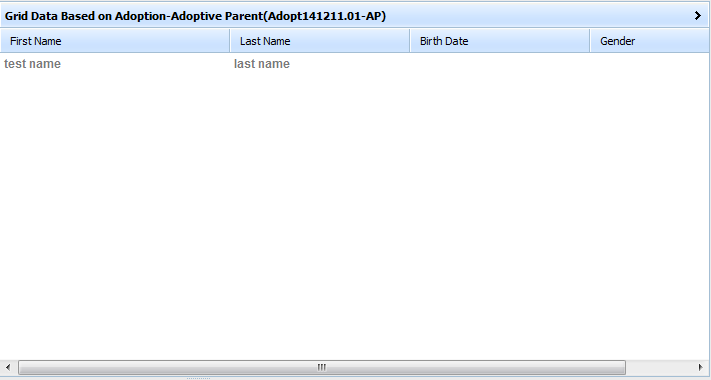 Grid Data Based on Adoption-Adoptive Parent(Adopt141211.01-AP)
First Name Last Name Birth Date Gender
test name last name